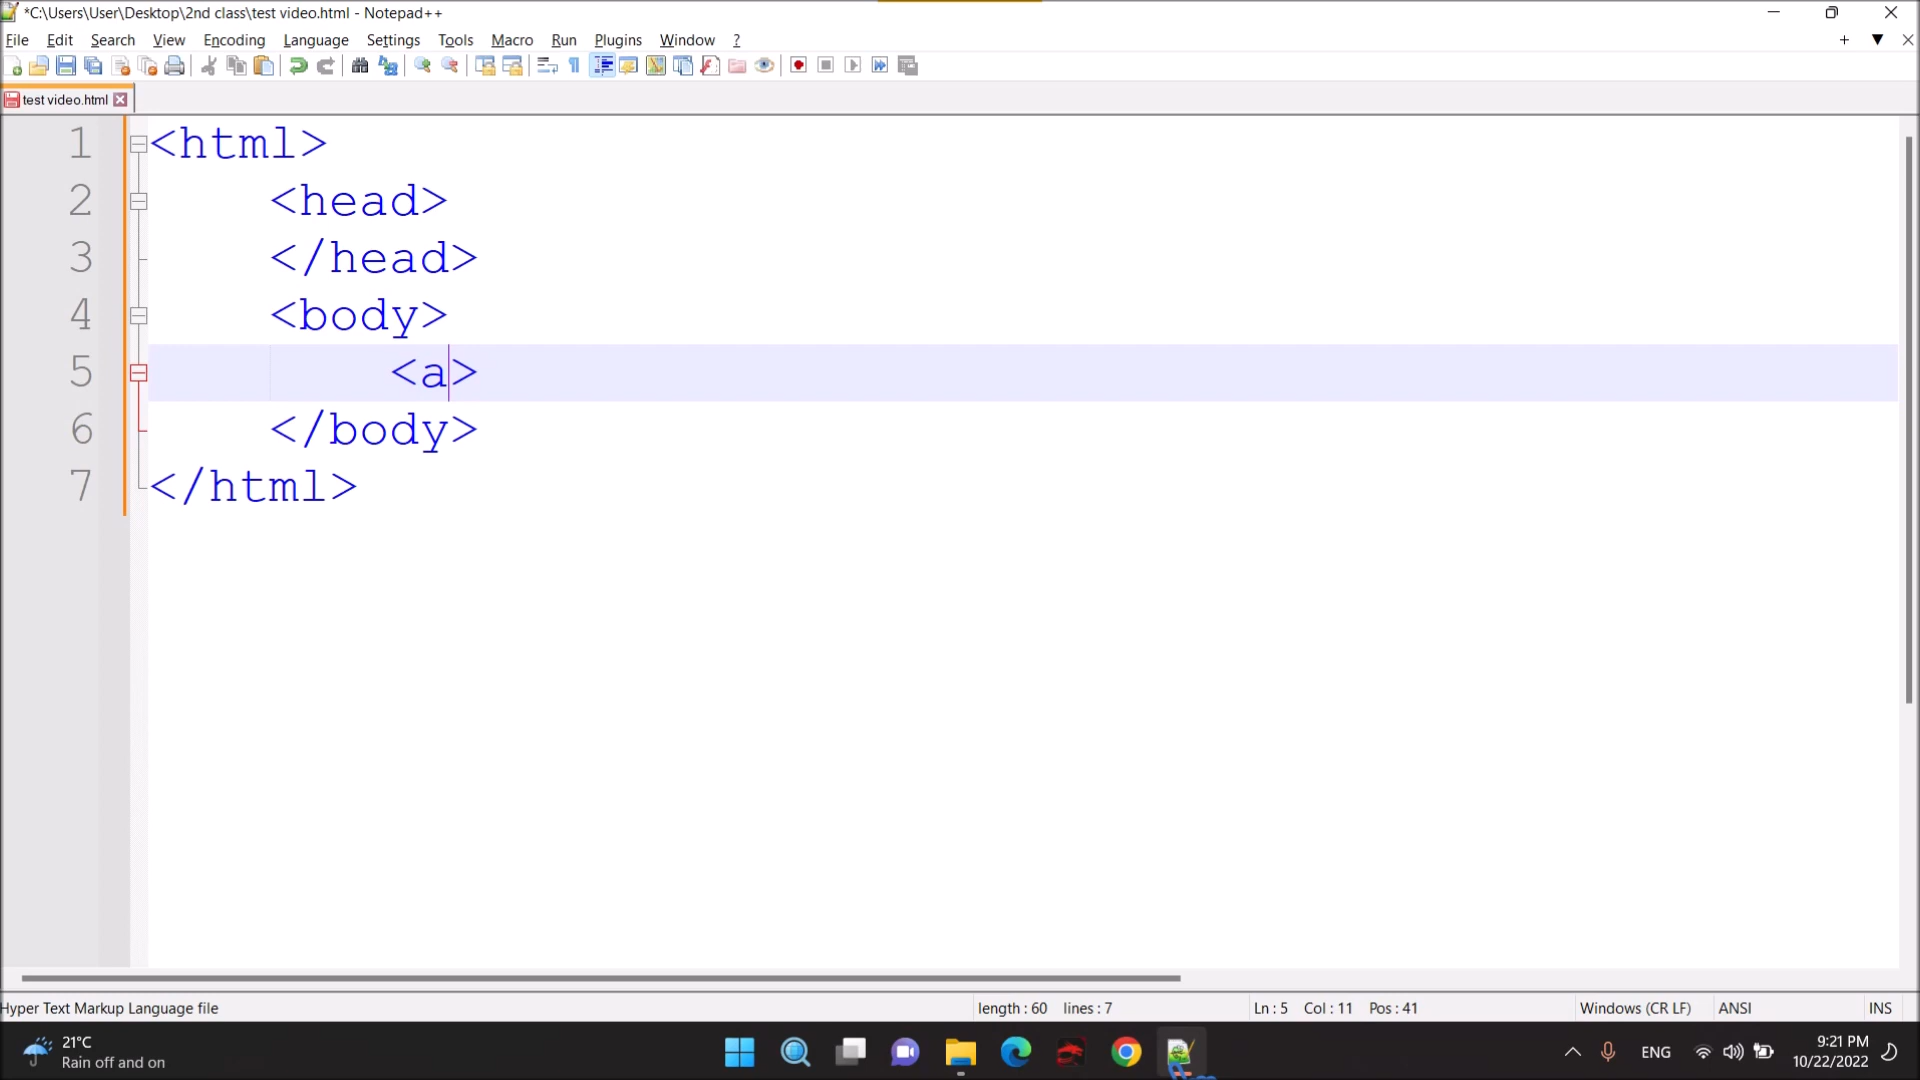 *C:\Users\User\Desktop\2nd class\test video.html - Notepad++
File Edit Search View Encoding Language Settings Tools Macro Run Plugins Window ?
test video.html
1 <html>
2 <head>
3 </head>
4 <body>
5 <a>
6 </body>
7 </html>
Hyper Text Markup Language file length : 60 lines : 7 Ln : 5 Col : 11 Pos : 41 Windows (CR LF) ANSI INS
21°C
Rain off and on
ENG
9:21 PM
10/22/2022